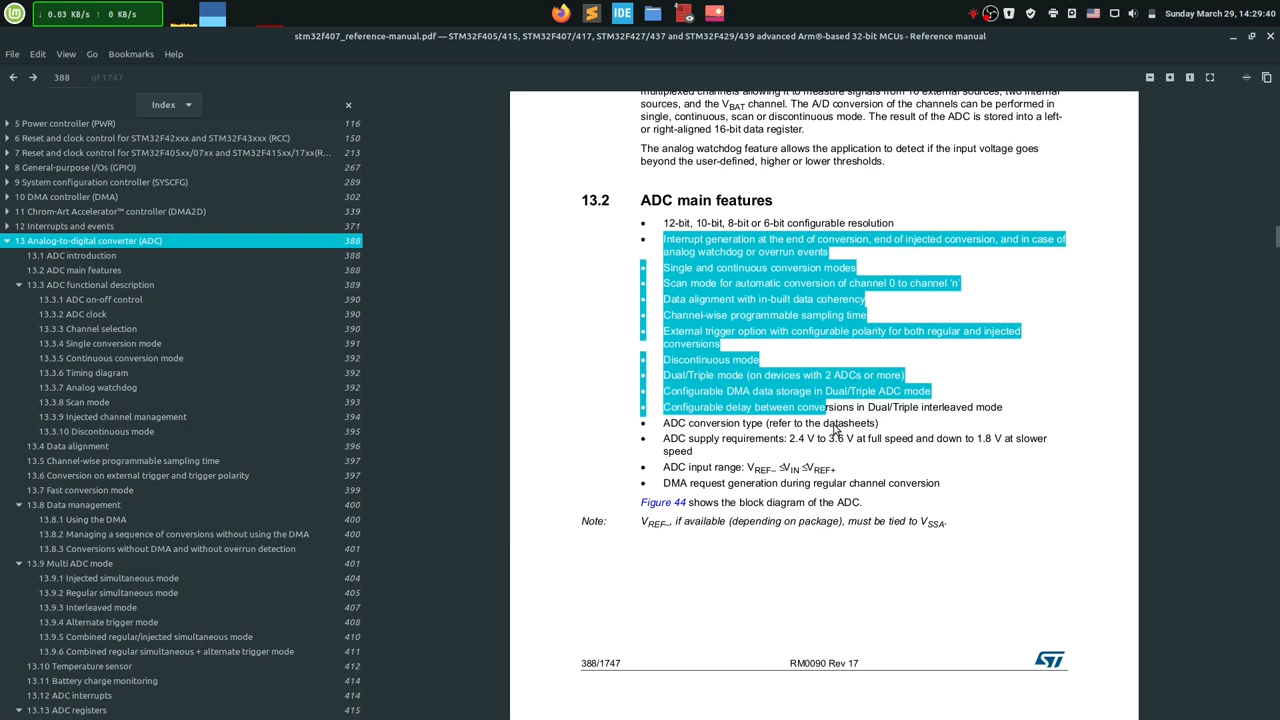 ↓ 0.03 KB/s ↑ 0 KB/s
IDE
Sunday March 29, 14:29:40
stm32f407_reference-manual.pdf — STM32F405/415, STM32F407/417, STM32F427/437 and STM32F429/439 advanced Arm®-based 32-bit MCUs - Reference manual
File Edit View Go Bookmarks Help
388 of 1747
Index
5 Power controller (PWR) 116
6 Reset and clock control for STM32F42xxx and STM32F43xxx (RCC) 150
7 Reset and clock control for STM32F405xx/07xx and STM32F415xx/17xx(R... 213
8 General-purpose I/Os (GPIO) 267
9 System configuration controller (SYSCFG) 289
10 DMA controller (DMA) 302
11 Chrom-Art Accelerator™ controller (DMA2D) 339
12 Interrupts and events 371
13 Analog-to-digital converter (ADC) 388
13.1 ADC introduction 388
13.2 ADC main features 388
13.3 ADC functional description 389
13.3.1 ADC on-off control 390
13.3.2 ADC clock 390
13.3.3 Channel selection 390
13.3.4 Single conversion mode 391
13.3.5 Continuous conversion mode 392
13.3.6 Timing diagram 392
13.3.7 Analog watchdog 392
13.3.8 Scan mode 393
13.3.9 Injected channel management 394
13.3.10 Discontinuous mode 395
13.4 Data alignment 396
13.5 Channel-wise programmable sampling time 397
13.6 Conversion on external trigger and trigger polarity 397
13.7 Fast conversion mode 399
13.8 Data management 400
13.8.1 Using the DMA 400
13.8.2 Managing a sequence of conversions without using the DMA 400
13.8.3 Conversions without DMA and without overrun detection 401
13.9 Multi ADC mode 401
13.9.1 Injected simultaneous mode 404
13.9.2 Regular simultaneous mode 405
13.9.3 Interleaved mode 407
13.9.4 Alternate trigger mode 408
13.9.5 Combined regular/injected simultaneous mode 410
13.9.6 Combined regular simultaneous + alternate trigger mode 411
13.10 Temperature sensor 412
13.11 Battery charge monitoring 414
13.12 ADC interrupts 414
13.13 ADC registers 415
multiplexed channels allowing it to measure signals from 16 external sources, two internal
sources, and the VBAT channel. The A/D conversion of the channels can be performed in
single, continuous, scan or discontinuous mode. The result of the ADC is stored into a left-
or right-aligned 16-bit data register.
The analog watchdog feature allows the application to detect if the input voltage goes
beyond the user-defined, higher or lower thresholds.
13.2 ADC main features
• 12-bit, 10-bit, 8-bit or 6-bit configurable resolution
• Interrupt generation at the end of conversion, end of injected conversion, and in case of
analog watchdog or overrun events
• Single and continuous conversion modes
• Scan mode for automatic conversion of channel 0 to channel ‘n’
• Data alignment with in-built data coherency
• Channel-wise programmable sampling time
• External trigger option with configurable polarity for both regular and injected
conversions
• Discontinuous mode
• Dual/Triple mode (on devices with 2 ADCs or more)
• Configurable DMA data storage in Dual/Triple ADC mode
• Configurable delay between conversions in Dual/Triple interleaved mode
• ADC conversion type (refer to the datasheets)
• ADC supply requirements: 2.4 V to 3.6 V at full speed and down to 1.8 V at slower
speed
• ADC input range: VREF– ≤VIN ≤VREF+
• DMA request generation during regular channel conversion
Figure 44 shows the block diagram of the ADC.
Note: VREF–, if available (depending on package), must be tied to VSSA.
388/1747 RM0090 Rev 17 ST